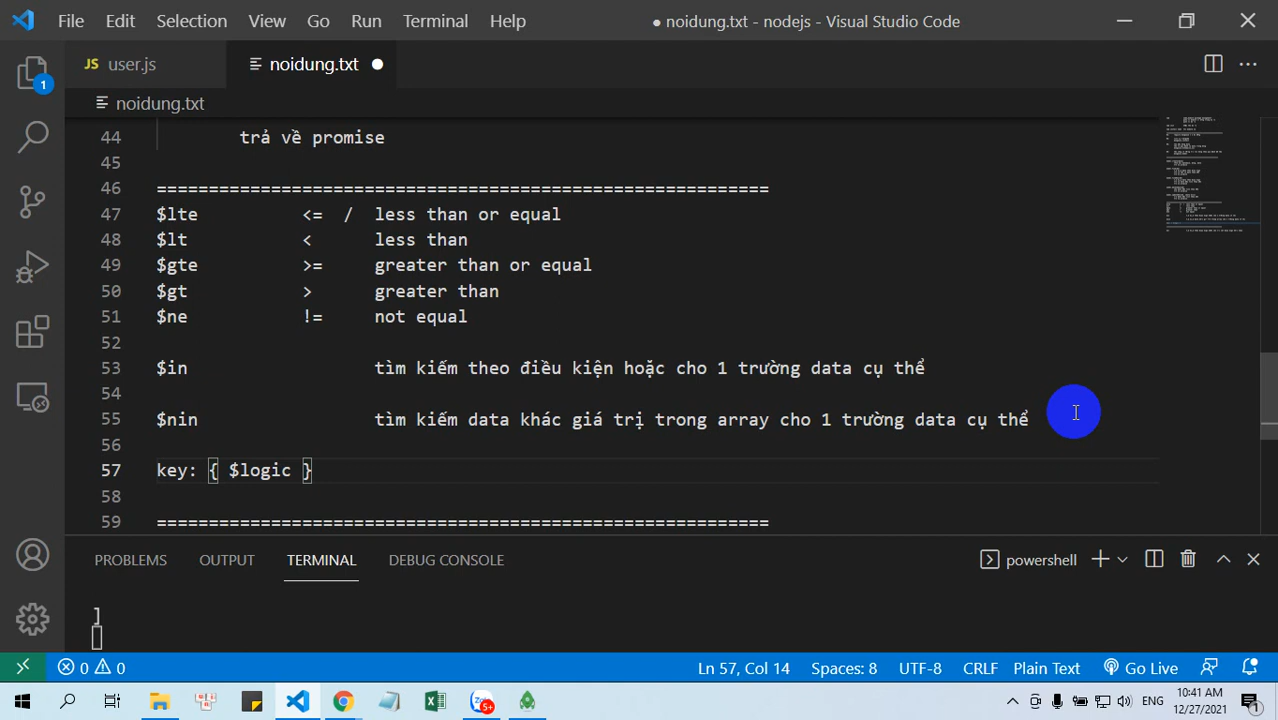 File Edit Selection View Go Run Terminal Help ● noidung.txt - nodejs - Visual Studio Code
JS user.js noidung.txt
noidung.txt
44 trả về promise
45
46 ===========================================================
47 $lte <= / less than or equal
48 $lt < less than
49 $gte >= greater than or equal
50 $gt > greater than
51 $ne != not equal
52
53 $in tìm kiếm theo điều kiện hoặc cho 1 trường data cụ thể
54
55 $nin tìm kiếm data khác giá trị trong array cho 1 trường data cụ thể
56
57 key: { $logic }
58
59 ===========================================================
PROBLEMS OUTPUT TERMINAL DEBUG CONSOLE powershell
]
0 0 Ln 57, Col 14 Spaces: 8 UTF-8 CRLF Plain Text Go Live
ENG 10:41 AM
12/27/2021
1
5+
1